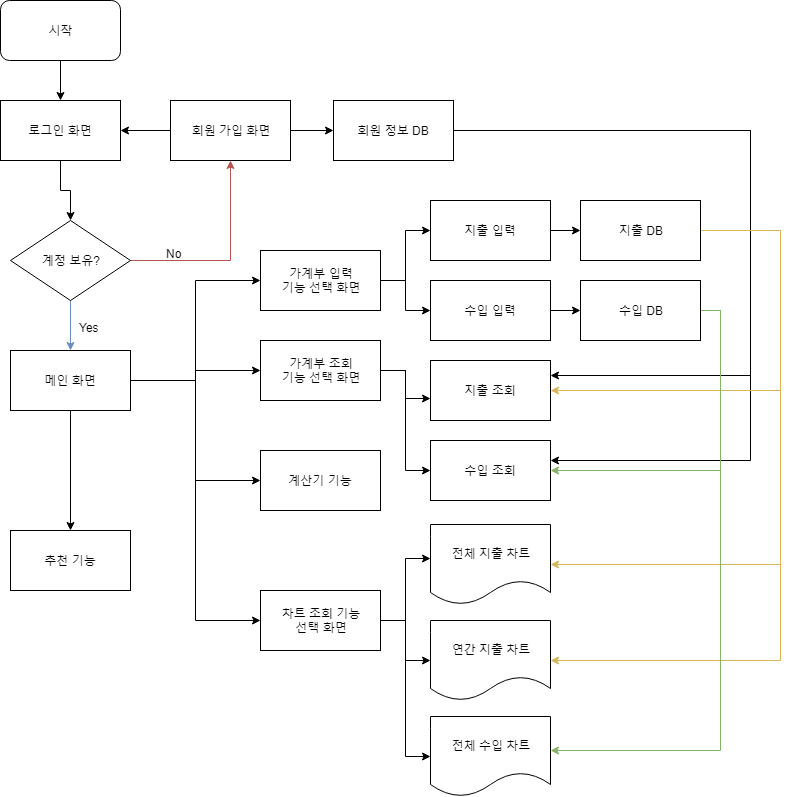 시작
로그인 화면
회원 가입 화면
회원 정보 DB
계정 보유?
No
Yes
메인 화면
추천 기능
가계부 입력
기능 선택 화면
지출 입력
지출 DB
수입 입력
수입 DB
가계부 조회
기능 선택 화면
지출 조회
수입 조회
계산기 기능
차트 조회 기능
선택 화면
전체 지출 차트
연간 지출 차트
전체 수입 차트